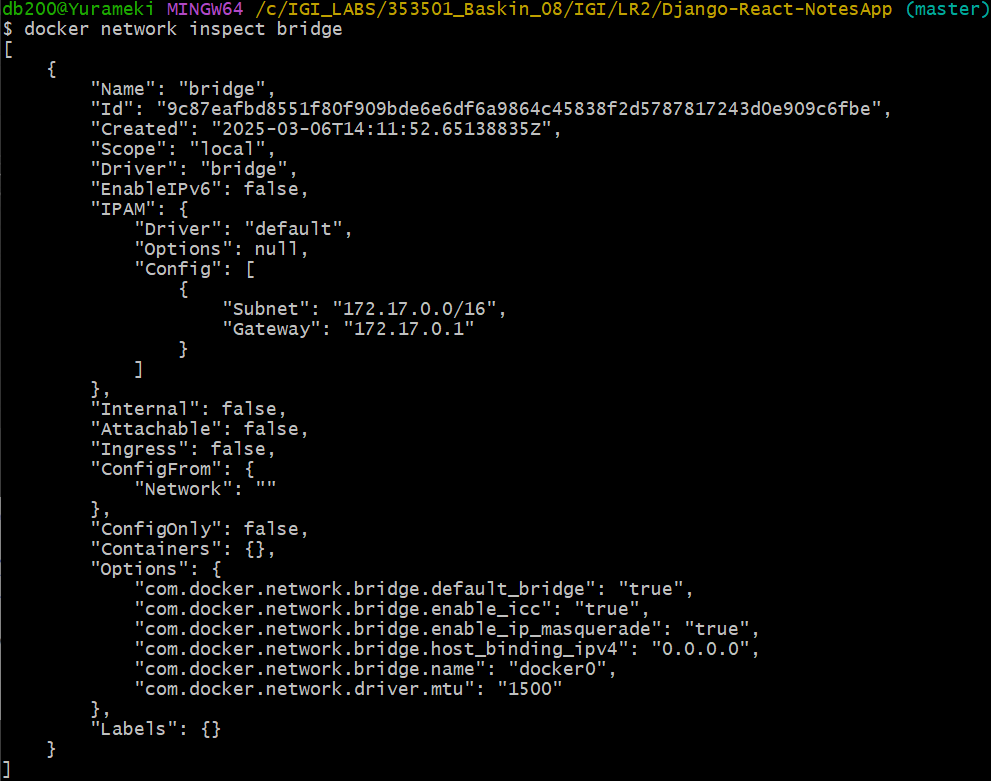 db200@Yurameki MINGW64 /c/IGI_LABS/353501_Baskin_08/IGI/LR2/Django-React-NotesApp (master)
$ docker network inspect bridge
[
    {
        "Name": "bridge",
        "Id": "9c87eafbd8551f80f909bde6e6df6a9864c45838f2d5787817243d0e909c6fbe",
        "Created": "2025-03-06T14:11:52.65138835Z",
        "Scope": "local",
        "Driver": "bridge",
        "EnableIPv6": false,
        "IPAM": {
            "Driver": "default",
            "Options": null,
            "Config": [
                {
                    "Subnet": "172.17.0.0/16",
                    "Gateway": "172.17.0.1"
                }
            ]
        },
        "Internal": false,
        "Attachable": false,
        "Ingress": false,
        "ConfigFrom": {
            "Network": ""
        },
        "ConfigOnly": false,
        "Containers": {},
        "Options": {
            "com.docker.network.bridge.default_bridge": "true",
            "com.docker.network.bridge.enable_icc": "true",
            "com.docker.network.bridge.enable_ip_masquerade": "true",
            "com.docker.network.bridge.host_binding_ipv4": "0.0.0.0",
            "com.docker.network.bridge.name": "docker0",
            "com.docker.network.driver.mtu": "1500"
        },
        "Labels": {}
    }
]